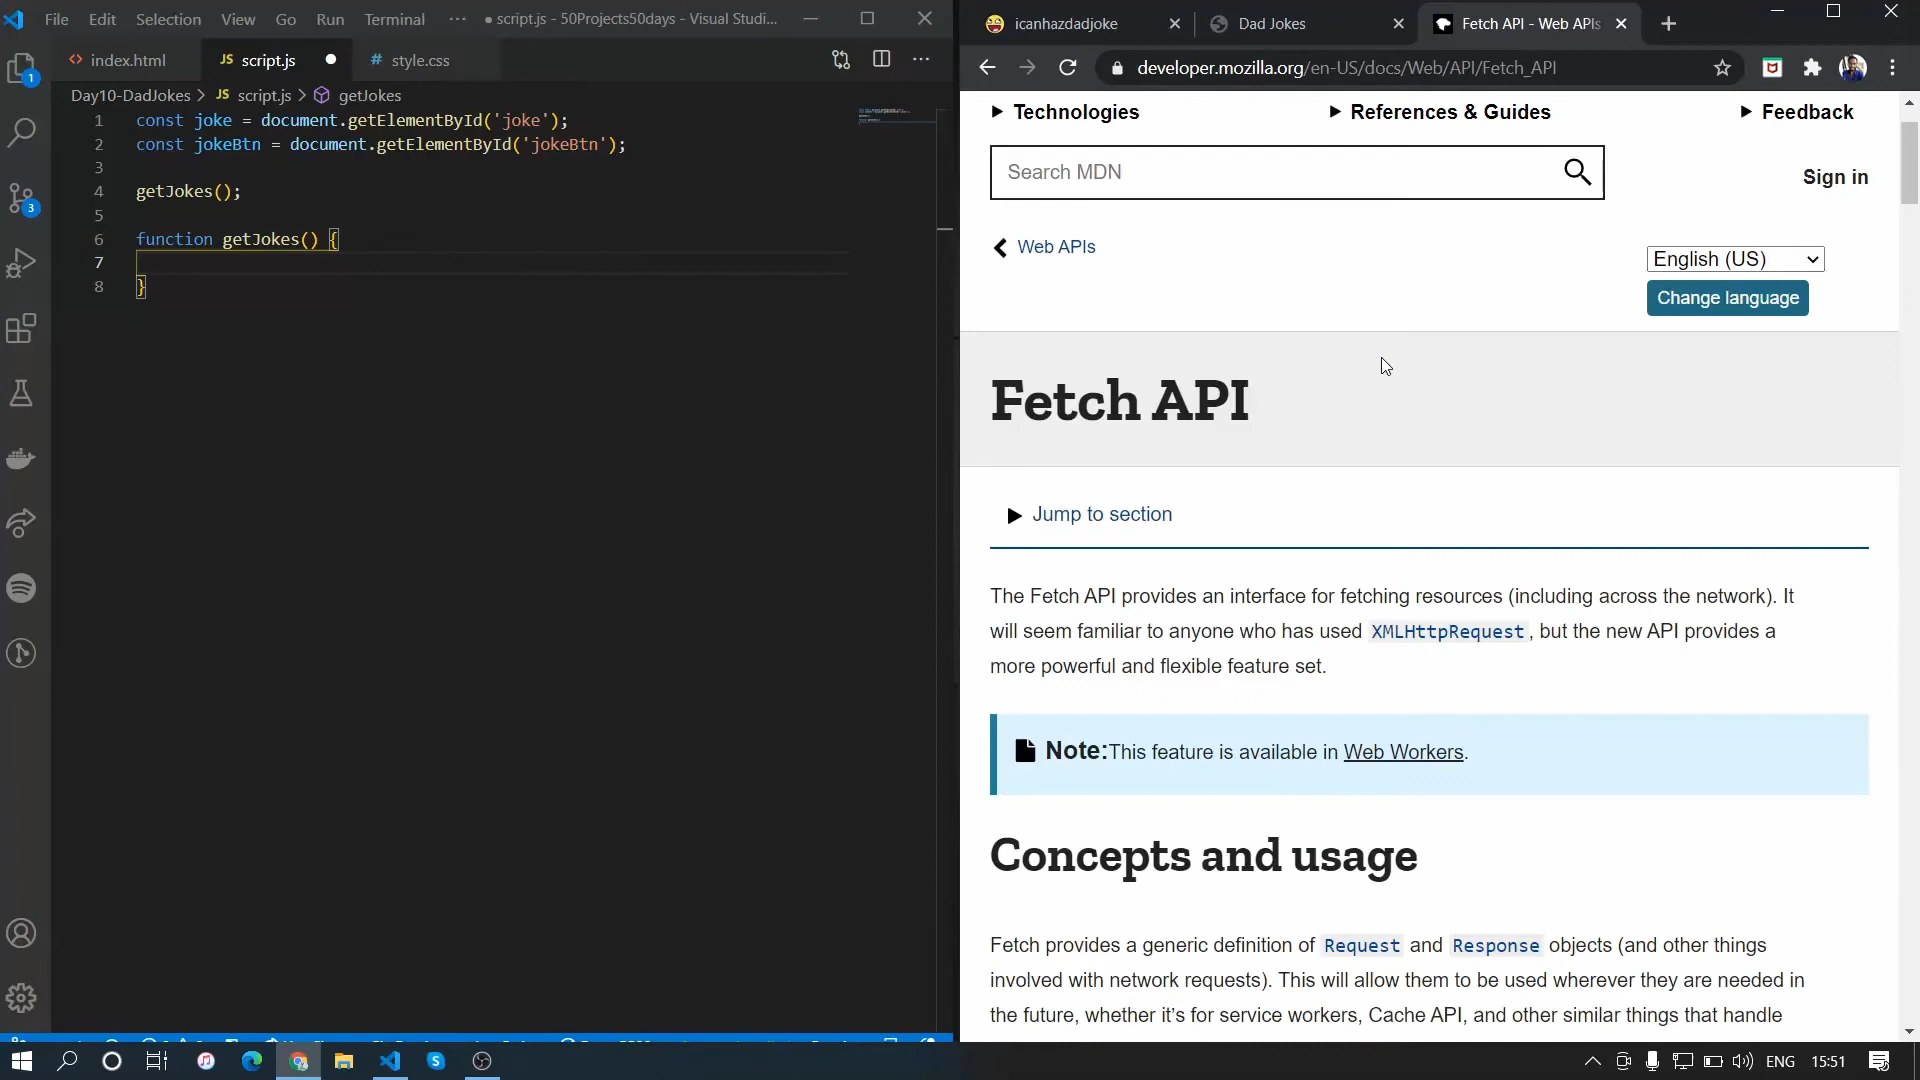 File Edit Selection View Go Run Terminal ··· ● script.js - 50Projects50days - Visual Studi...
index.html JS script.js # style.css
Day10-DadJokes > JS script.js > getJokes
1 const joke = document.getElementById('joke');
2 const jokeBtn = document.getElementById('jokeBtn');
3
4 getJokes();
5
6 function getJokes() {
7
8 }
1
3
icanhazdadjoke Dad Jokes Fetch API - Web APIs
developer.mozilla.org/en-US/docs/Web/API/Fetch_API
Technologies References & Guides Feedback
Search MDN
Sign in
Web APIs
English (US)
Change language
Fetch API
Jump to section
The Fetch API provides an interface for fetching resources (including across the network). It
will seem familiar to anyone who has used XMLHttpRequest, but the new API provides a
more powerful and flexible feature set.
Note:This feature is available in Web Workers.
Concepts and usage
Fetch provides a generic definition of Request and Response objects (and other things
involved with network requests). This will allow them to be used wherever they are needed in
the future, whether it's for service workers, Cache API, and other similar things that handle
ENG 15:51